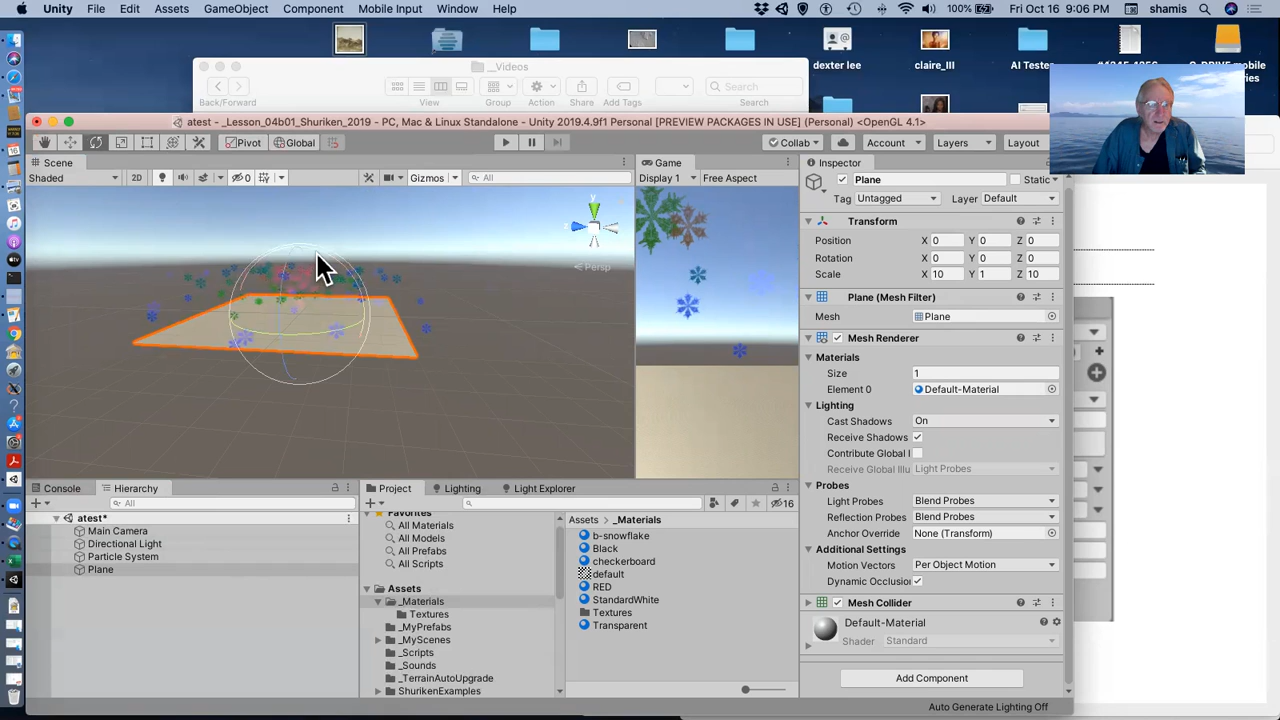 Unity File Edit Assets GameObject Component Mobile Input Window Help 100% Fri Oct 16 9:06 PM shamis
dexter lee claire_III AI Tester
__Videos
Back/Forward View Group Action Share Add Tags Search
Search
atest - _Lesson_04b01_Shuriken_2019 - PC, Mac & Linux Standalone - Unity 2019.4.9f1 Personal [PREVIEW PACKAGES IN USE] (Personal) <OpenGL 4.1>
Pivot Global Collab Account Layers Layout
Scene Game Inspector
Shaded 2D 0 Gizmos All Display 1 Free Aspect
Plane Static
Tag Untagged Layer Default
y
x
Persp
Transform
Position X 0 Y 0 Z 0
Rotation X 0 Y 0 Z 0
Scale X 10 Y 1 Z 10
Plane (Mesh Filter)
Mesh Plane
Mesh Renderer
Materials
Size 1
Element 0 Default-Material
Lighting
Cast Shadows On
Receive Shadows
Contribute Global I
Receive Global Illu Light Probes
Probes
Light Probes Blend Probes
Reflection Probes Blend Probes
Anchor Override None (Transform)
Additional Settings
Motion Vectors Per Object Motion
Dynamic Occlusion
Mesh Collider
Default-Material
Shader Standard
Add Component
Console Hierarchy
All
atest*
Main Camera
Directional Light
Particle System
Plane
Project Lighting Light Explorer
16
Favorites
All Materials
All Models
All Prefabs
All Scripts
Assets
_Materials
Textures
_MyPrefabs
_MyScenes
_Scripts
_Sounds
_TerrainAutoUpgrade
ShurikenExamples
Assets > _Materials
b-snowflake
Black
checkerboard
default
RED
StandardWhite
Textures
Transparent
Auto Generate Lighting Off